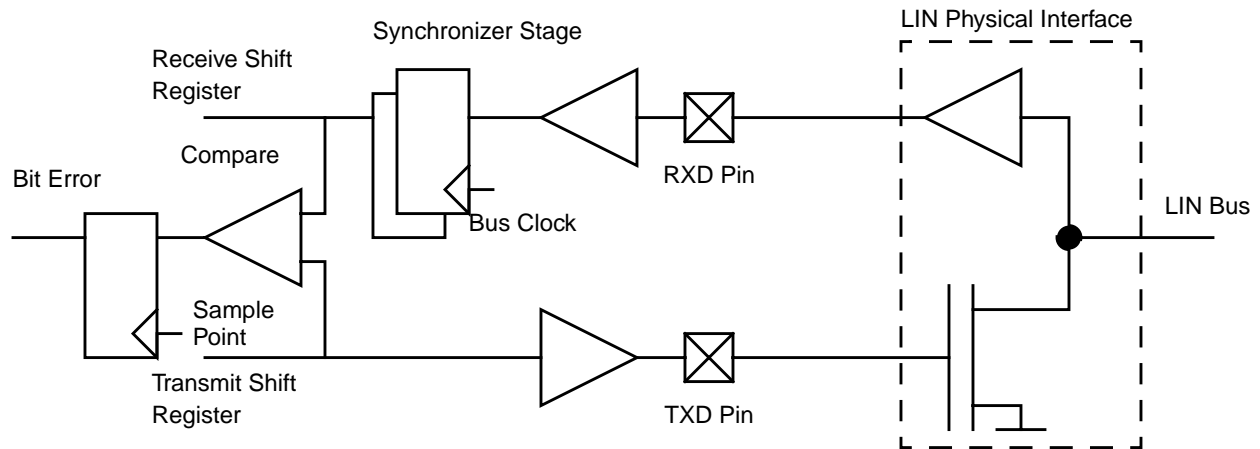 LIN Physical Interface
Synchronizer Stage
Receive Shift
Register
Compare
RXD Pin
Bit Error
LIN Bus
Bus Clock
Sample
Point
Transmit Shift
Register
TXD Pin